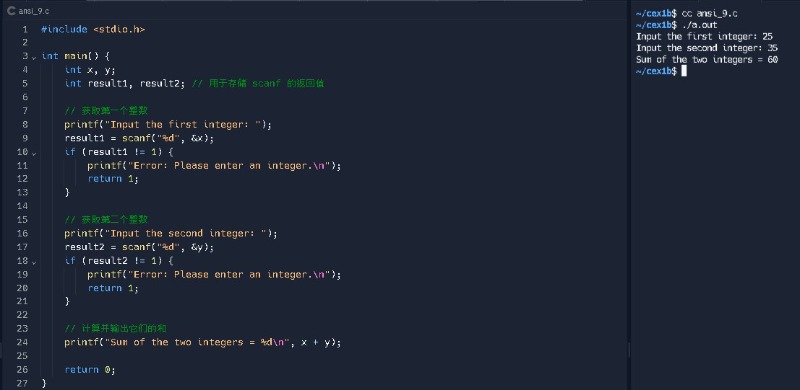 C ansi_9.c
1 #include <stdio.h>
2
3 int main() {
4 int x, y;
5 int result1, result2; // 用于存储 scanf 的返回值
6
7 // 获取第一个整数
8 printf("Input the first integer: ");
9 result1 = scanf("%d", &x);
10 if (result1 != 1) {
11 printf("Error: Please enter an integer.\n");
12 return 1;
13 }
14
15 // 获取第二个整数
16 printf("Input the second integer: ");
17 result2 = scanf("%d", &y);
18 if (result2 != 1) {
19 printf("Error: Please enter an integer.\n");
20 return 1;
21 }
22
23 // 计算并输出它们的和
24 printf("Sum of the two integers = %d\n", x + y);
25
26 return 0;
27 }
~/cexib$ cc ansi_9.c
~/cexib$ ./a.out
Input the first integer: 25
Input the second integer: 35
Sum of the two integers = 60
~/cexib$